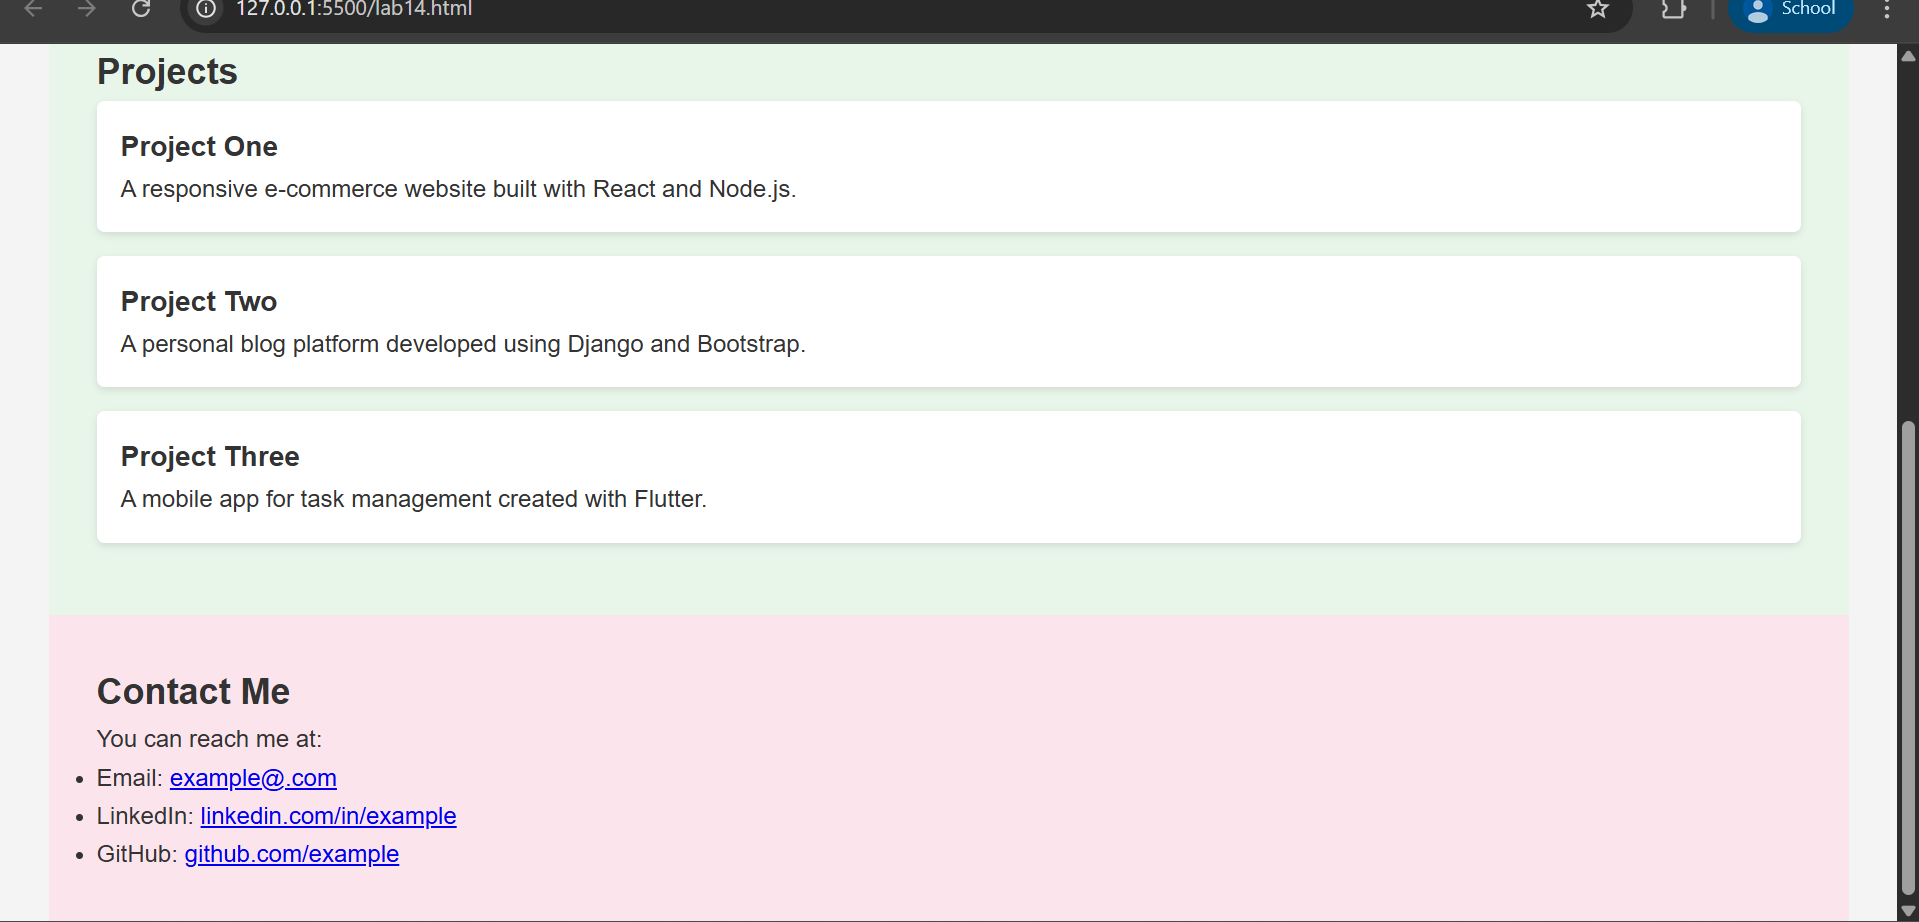 127.0.0.1:5500/lab14.html
School
Projects
Project One
A responsive e-commerce website built with React and Node.js.
Project Two
A personal blog platform developed using Django and Bootstrap.
Project Three
A mobile app for task management created with Flutter.
Contact Me
You can reach me at:
• Email: example@.com
• LinkedIn: linkedin.com/in/example
• GitHub: github.com/example